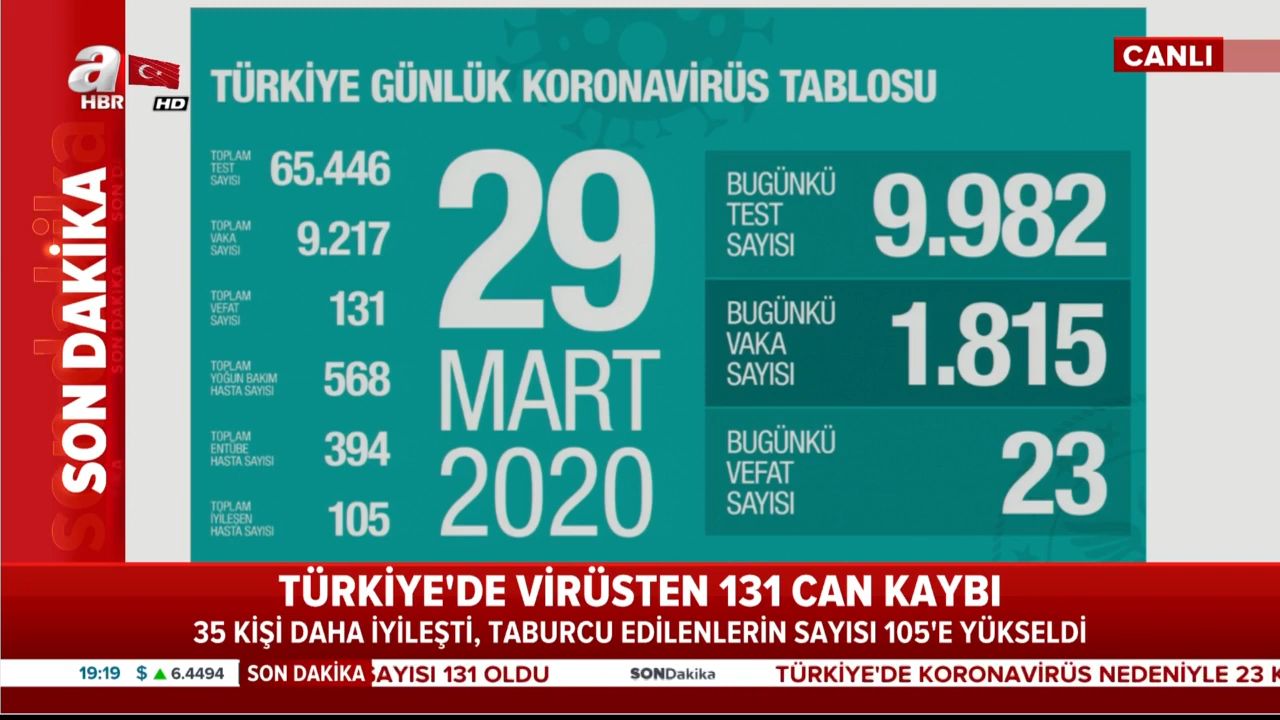 a
HBR
HD
CANLI
SON DAKİKA
TÜRKİYE GÜNLÜK KORONAVİRÜS TABLOSU
TOPLAM
TEST
SAYISI
65.446
TOPLAM
VAKA
SAYISI
9.217
TOPLAM
VEFAT
SAYISI
131
TOPLAM
YOĞUN BAKIM
HASTA SAYISI
568
TOPLAM
ENTÜBE
HASTA SAYISI
394
TOPLAM
İYİLEŞEN
HASTA SAYISI
105
29
MART
2020
BUGÜNKÜ
TEST
SAYISI
9.982
BUGÜNKÜ
VAKA
SAYISI
1.815
BUGÜNKÜ
VEFAT
SAYISI
23
TÜRKİYE'DE VİRÜSTEN 131 CAN KAYBI
35 KİŞİ DAHA İYİLEŞTİ, TABURCU EDİLENLERİN SAYISI 105'E YÜKSELDİ
19:19 $ ▲ 6.4494 SON DAKİKA AYISI 131 OLDU SONDakika TÜRKİYE'DE KORONAVİRÜS NEDENİYLE 23 K